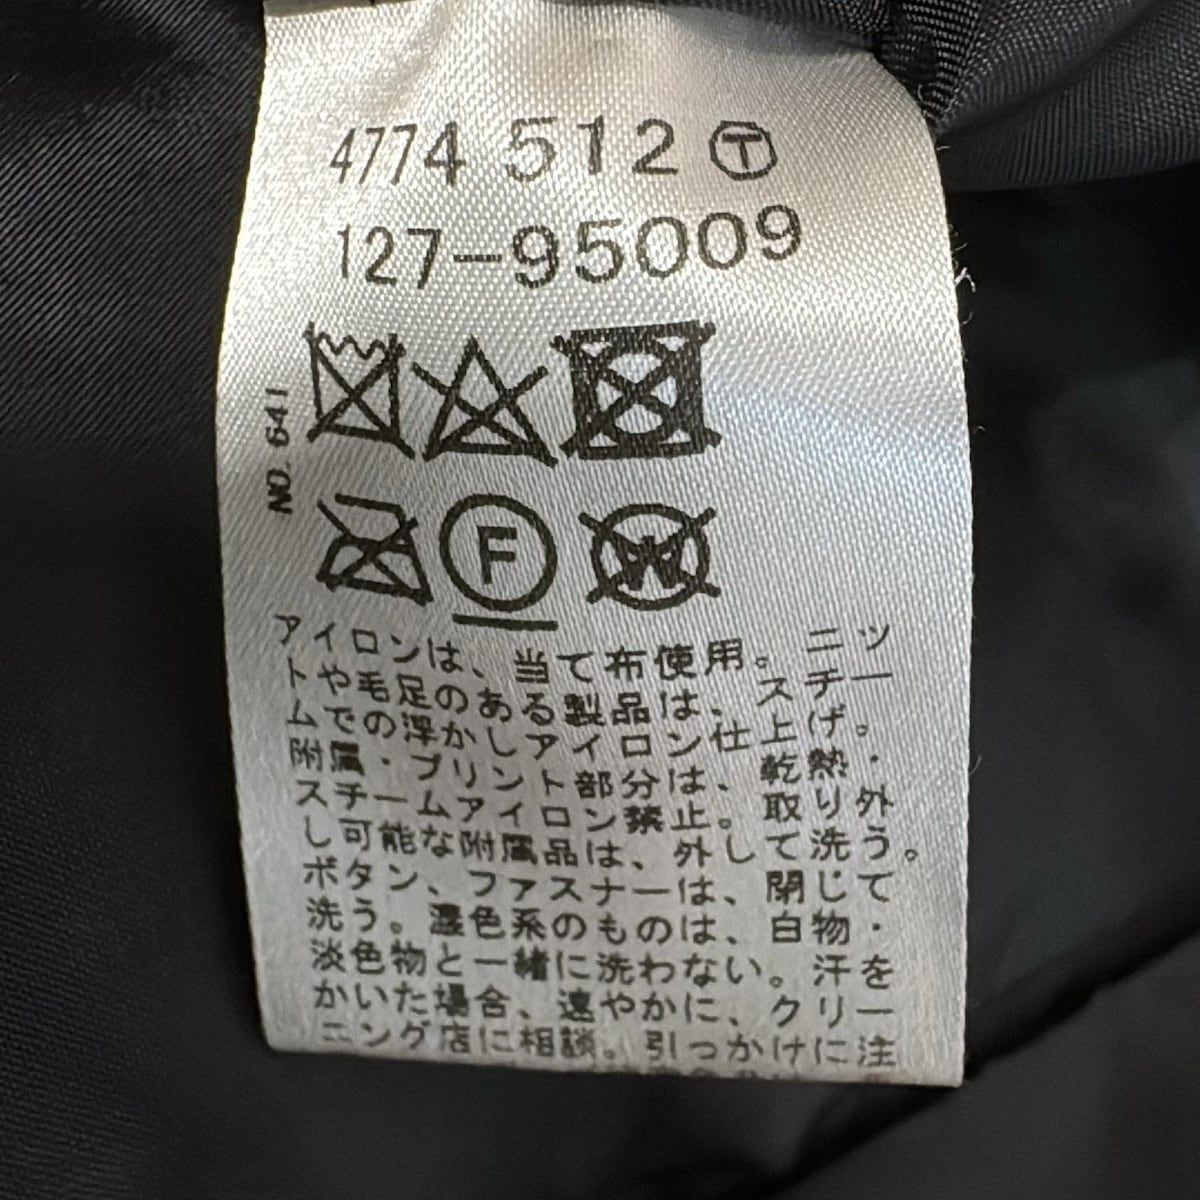 4774 512 Ⓣ
127-95009
NO. 641
F
W
アイロンは、当て布使用。ニッ
トや毛足のある製品は、スチー
ムでの浮かしアイロン仕上げ。
附属・プリント部分は、乾熱・
スチームアイロン禁止。取り外
し可能な附属品は、外して洗う。
ボタン、ファスナーは、閉じて
洗う。濃色系のものは、白物・
淡色物と一緒に洗わない。汗を
かいた場合、速やかに、クリー
ニング店に相談。引っかけに注